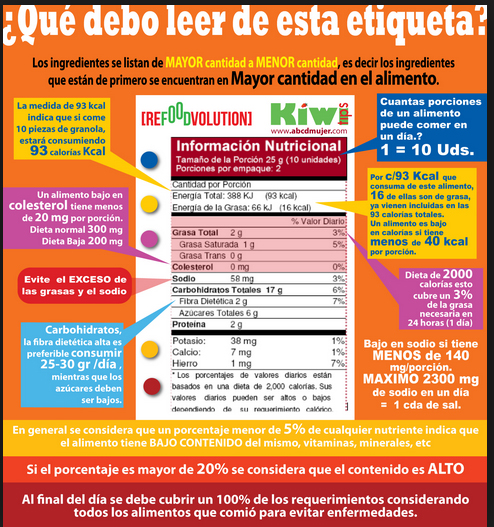 ¿Qué debo leer de esta etiqueta?
Los ingredientes se listan de MAYOR cantidad a MENOR cantidad, es decir los ingredientes
que están de primero se encuentran en Mayor cantidad en el alimento.
La medida de 93 kcal
indica que si come
10 piezas de granola,
estará consumiendo
93 calorías Kcal
[REFOODVOLUTION]
Kiwi tips
www.abcdmujer.com
Cuantas porciones
de un alimento
puede comer en
un día.?
1 = 10 Uds.
Información Nutricional
Tamaño de la Porción 25 g (10 unidades)
Porciones por empaque: 2
Cantidad por Porción
Energía Total: 388 KJ (93 kcal)
Energía de la Grasa: 66 KJ (16 kcal)
% Valor Diario
Grasa Total 2 g 3%
Grasa Saturada 1 g 5%
Grasa Trans 0 g
Colesterol 0 mg 0%
Sodio 58 mg 3%
Carbohidratos Totales 17 g 6%
Fibra Dietética 2 g 7%
Azúcares Totales 6 g
Proteína 2 g
Potasio: 38 mg 1%
Calcio: 7 mg 1%
Hierro 1 mg 7%
* Los porcentajes de valores diarios están
basados en una dieta de 2,000 calorías. Sus
valores diarios pueden ser altos o bajos
dependiendo de su requerimiento calórico.
Un alimento bajo en
colesterol tiene menos
de 20 mg por porción.
Dieta normal 300 mg
Dieta Baja 200 mg
Evite el EXCESO de
las grasas y el sodio
Carbohidratos,
la fibra dietética alta es
preferible consumir
25-30 gr /día ,
mientras que los
azúcares deben
ser bajos.
Por c/93 Kcal que
consuma de este alimento,
16 de ellas son de grasa,
ya vienen incluidas en las
93 calorías totales.
Un alimento es bajo
en calorías si tiene
menos de 40 kcal
por porción.
Dieta de 2000
calorías esto
cubre un 3%
de la grasa
necesaria en
24 horas (1 día)
Bajo en sodio si tiene
MENOS de 140
mg/porción.
MAXIMO 2300 mg
de sodio en un día
= 1 cda de sal.
En general se considera que un porcentaje menor de 5% de cualquier nutriente indica que
el alimento tiene BAJO CONTENIDO del mismo, vitaminas, minerales, etc
Si el porcentaje es mayor de 20% se considera que el contenido es ALTO
Al final del día se debe cubrir un 100% de los requerimientos considerando
todos los alimentos que comió para evitar enfermedades.